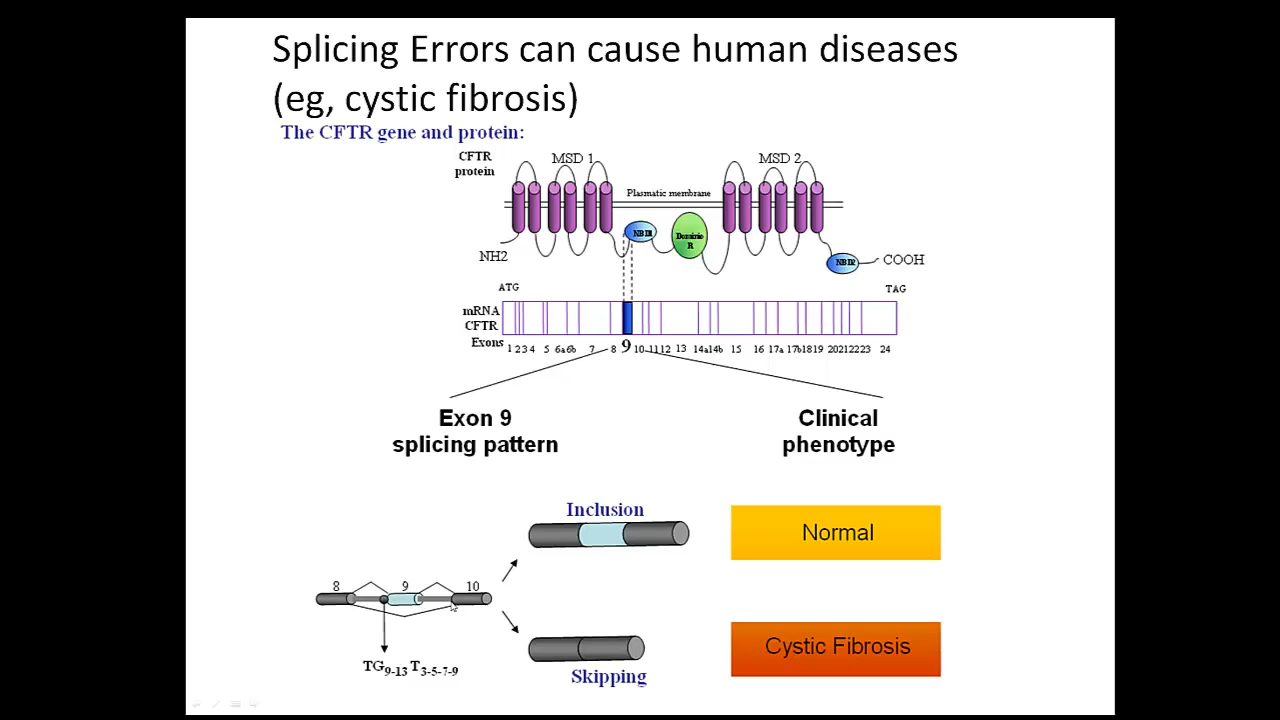 Splicing Errors can cause human diseases
(eg, cystic fibrosis)
The CFTR gene and protein:
CFTR
protein
MSD 1
Plasmatic membrane
MSD 2
NBD1
Dominio
R
NH2
NBD2
COOH
ATG
TAG
mRNA
CFTR
Exons 1 2 3 4 5 6a 6b 7 8 9 10 11 12 13 14a 14b 15 16 17a 17b 18 19 20 21 22 23 24
Exon 9
splicing pattern
Clinical
phenotype
Inclusion
Normal
8 9 10
Cystic Fibrosis
TG9-13 T3-5-7-9
Skipping